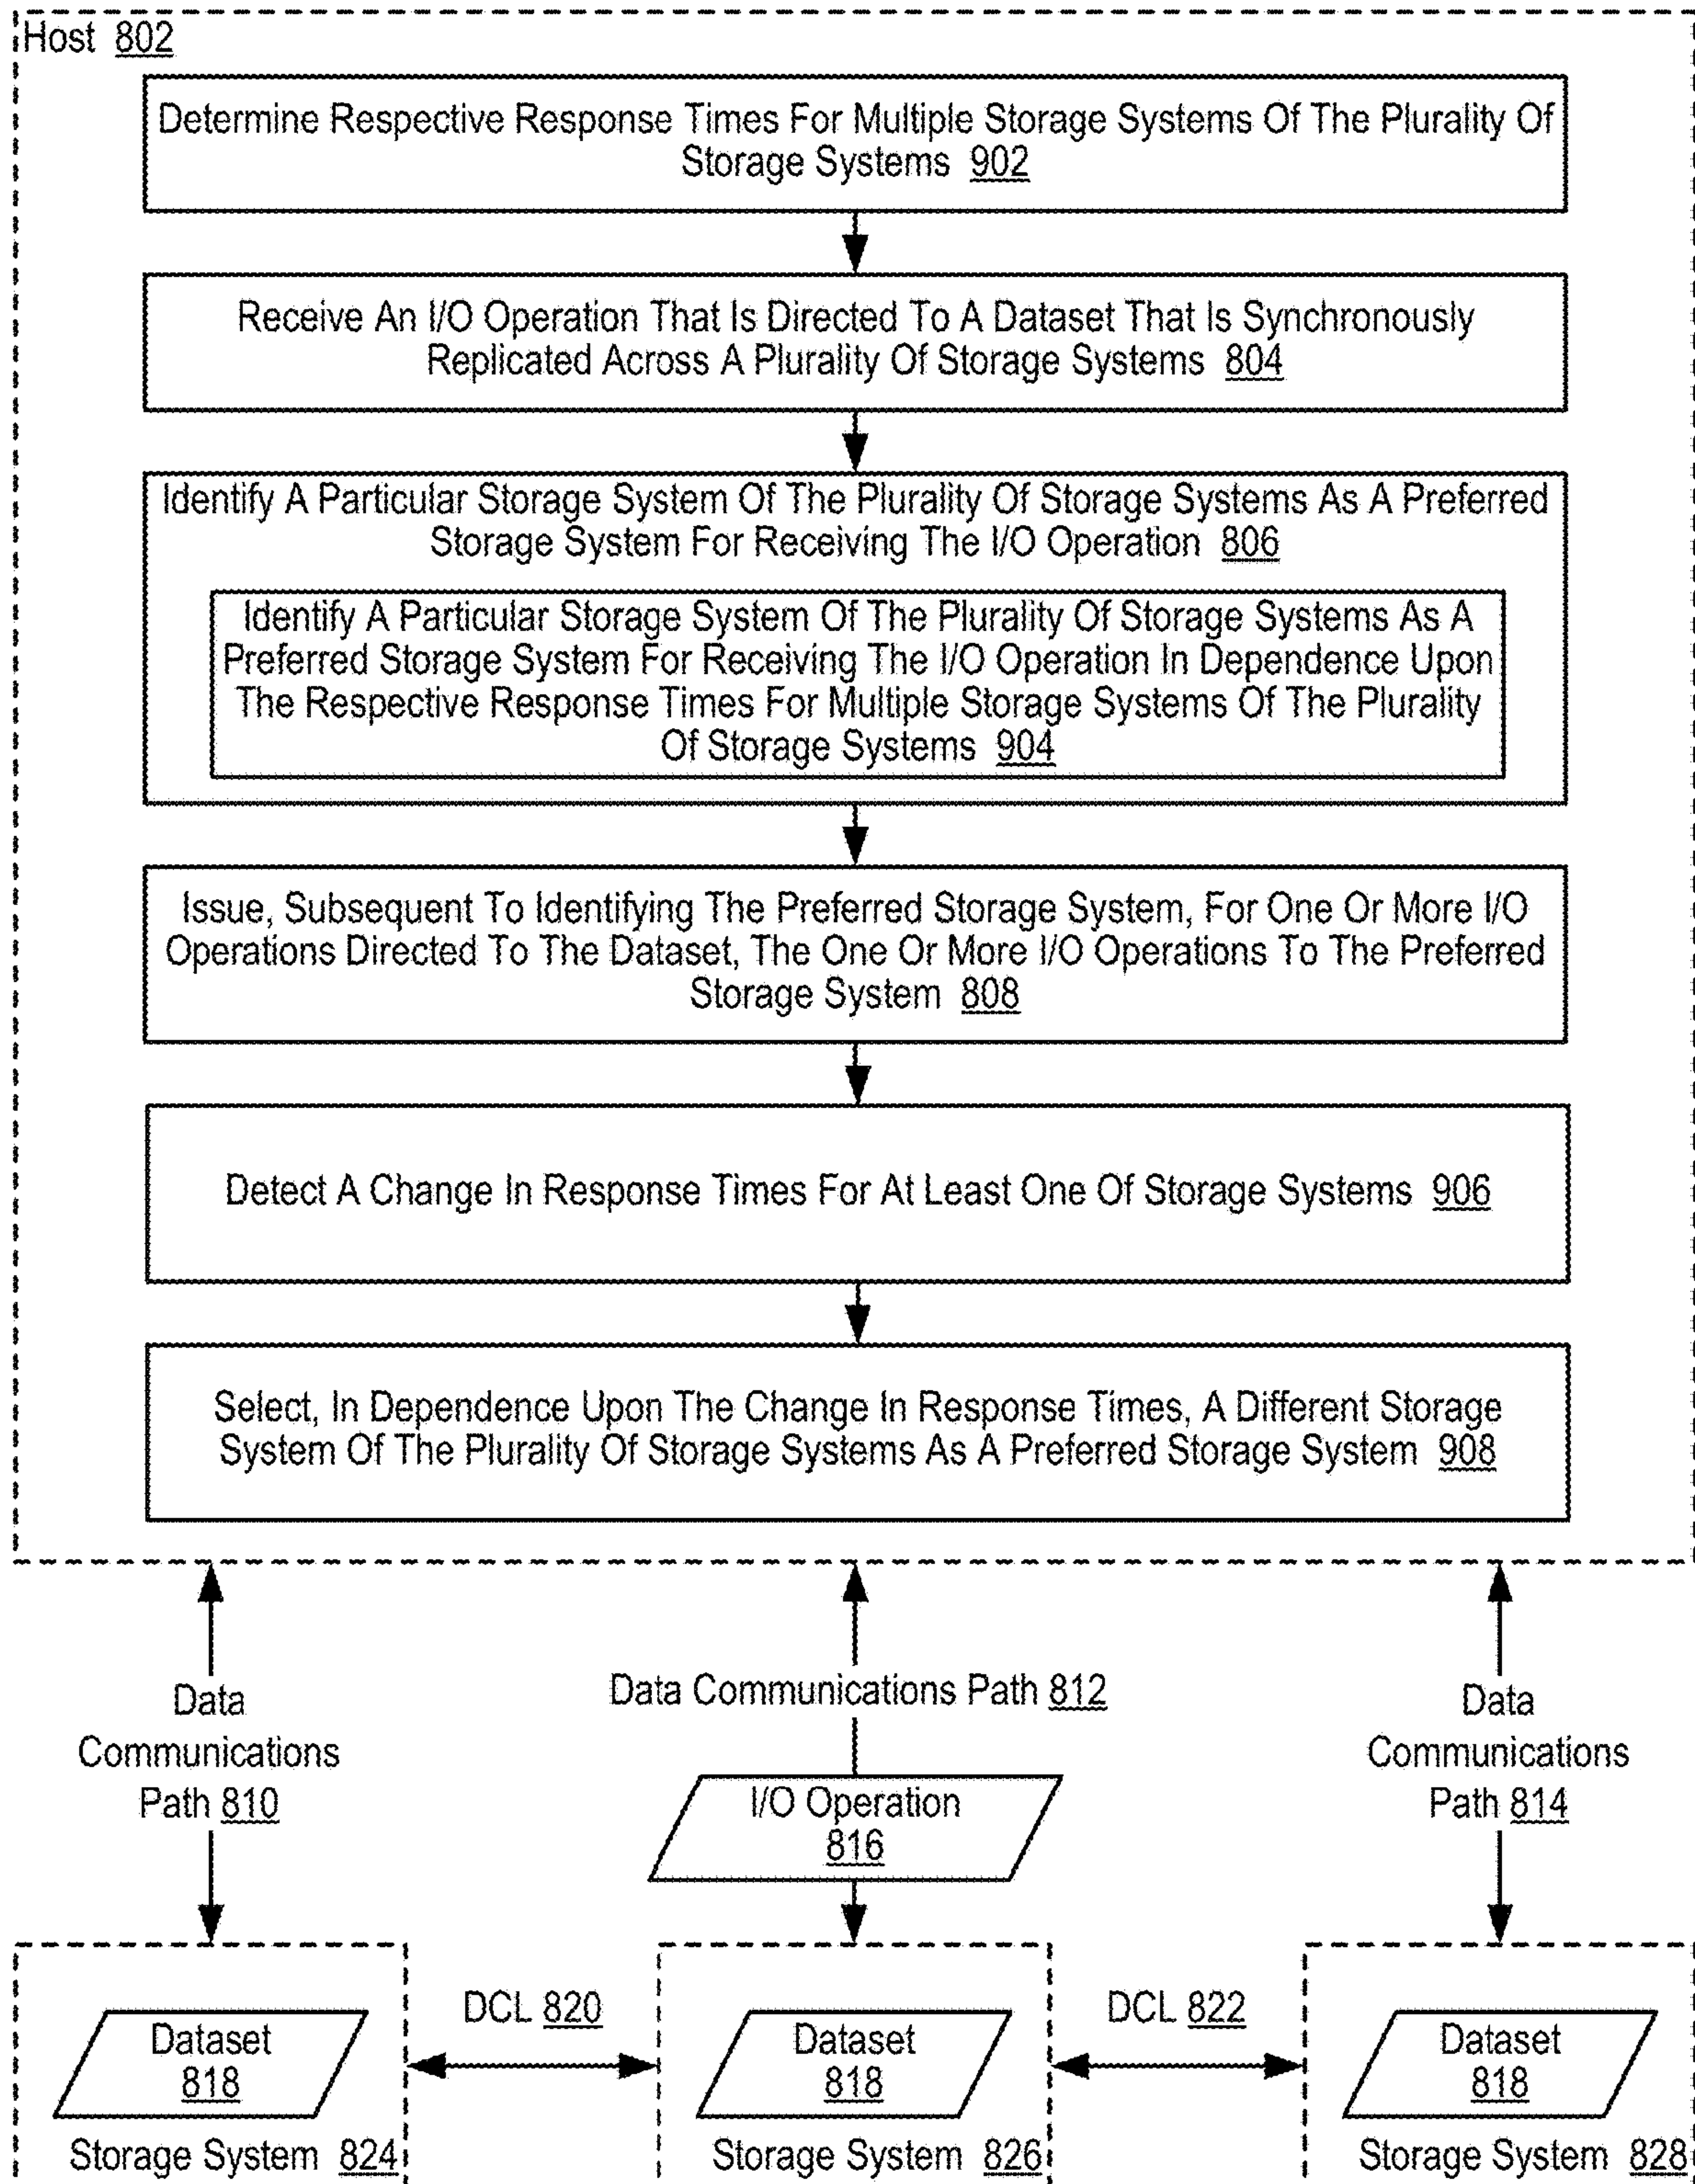 Host 802
Determine Respective Response Times For Multiple Storage Systems Of The Plurality Of
Storage Systems 902
Receive An I/O Operation That Is Directed To A Dataset That Is Synchronously
Replicated Across A Plurality Of Storage Systems 804
Identify A Particular Storage System Of The Plurality Of Storage Systems As A Preferred
Storage System For Receiving The I/O Operation 806
Identify A Particular Storage System Of The Plurality Of Storage Systems As A
Preferred Storage System For Receiving The I/O Operation In Dependence Upon
The Respective Response Times For Multiple Storage Systems Of The Plurality
Of Storage Systems 904
Issue, Subsequent To Identifying The Preferred Storage System, For One Or More I/O
Operations Directed To The Dataset, The One Or More I/O Operations To The Preferred
Storage System 808
Detect A Change In Response Times For At Least One Of Storage Systems 906
Select, In Dependence Upon The Change In Response Times, A Different Storage
System Of The Plurality Of Storage Systems As A Preferred Storage System 908
Data
Communications
Path 810
Data Communications Path 812
I/O Operation
816
Data
Communications
Path 814
Dataset
818
Storage System 824
DCL 820
Dataset
818
Storage System 826
DCL 822
Dataset
818
Storage System 828